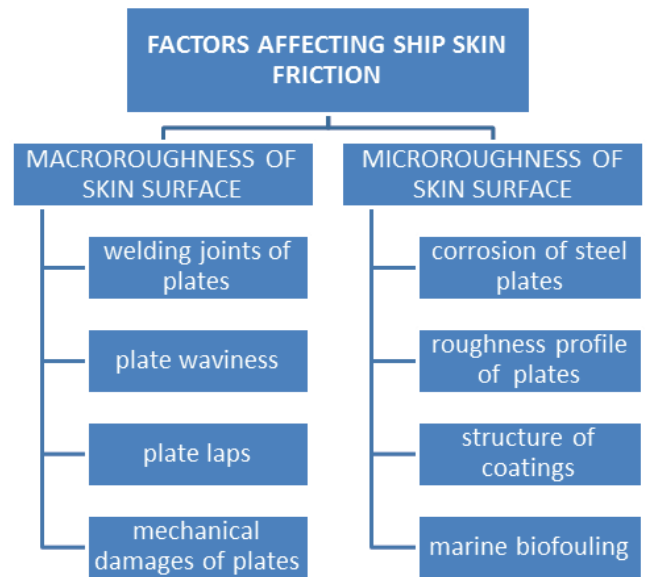 FACTORS AFFECTING SHIP SKIN
FRICTION
MACROROUGHNESS OF
SKIN SURFACE
welding joints of
plates
plate waviness
plate laps
mechanical
damages of plates
MICROROUGHNESS OF
SKIN SURFACE
corrosion of steel
plates
roughness profile
of plates
structure of
coatings
marine biofouling